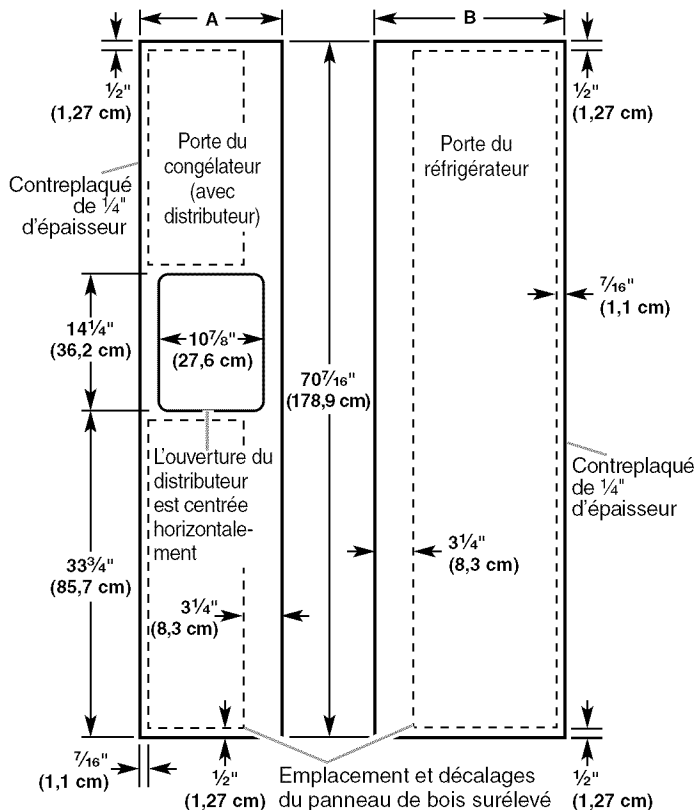 A
B
½"
(1,27 cm)
½"
(1,27 cm)
Porte du
congélateur
(avec
distributeur)
Porte du
réfrigérateur
Contreplaqué
de ¼"
d'épaisseur
7/16"
(1,1 cm)
14¼"
(36,2 cm)
10⅞"
(27,6 cm)
707/16"
(178,9 cm)
L'ouverture du
distributeur
est centrée
horizontale-
ment
Contreplaqué
de ¼"
d'épaisseur
33¾"
(85,7 cm)
3¼"
(8,3 cm)
3¼"
(8,3 cm)
7/16"
(1,1 cm)
½"
(1,27 cm)
Emplacement et décalages
du panneau de bois surélevé
½"
(1,27 cm)